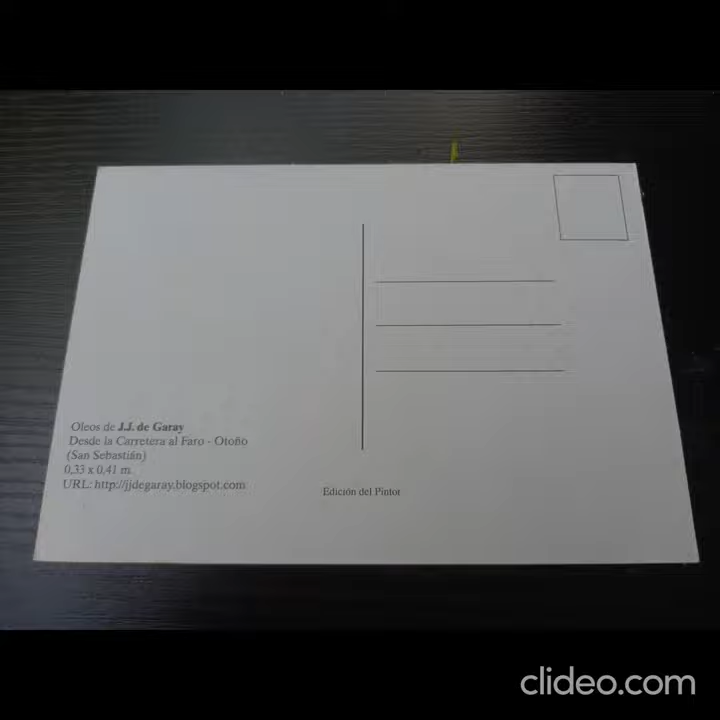 Oleos de J.J. de Garay
Desde la Carretera al Faro - Otoño
(San Sebastián)
0,33 x 0,41 m.
URL: http://jjdegaray.blogspot.com
Edición del Pintor
clideo.com